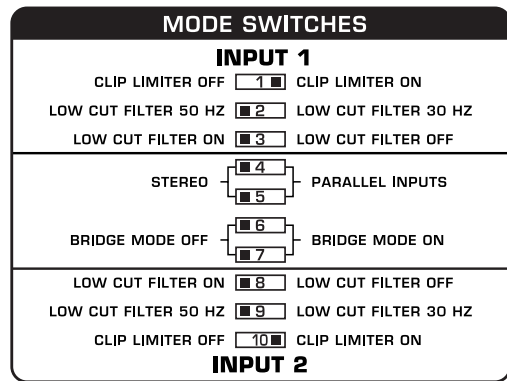 MODE SWITCHES
INPUT 1
CLIP LIMITER OFF 1 CLIP LIMITER ON
LOW CUT FILTER 50 HZ 2 LOW CUT FILTER 30 HZ
LOW CUT FILTER ON 3 LOW CUT FILTER OFF
4
STEREO PARALLEL INPUTS
5
6
BRIDGE MODE OFF BRIDGE MODE ON
7
LOW CUT FILTER ON 8 LOW CUT FILTER OFF
LOW CUT FILTER 50 HZ 9 LOW CUT FILTER 30 HZ
CLIP LIMITER OFF 10 CLIP LIMITER ON
INPUT 2